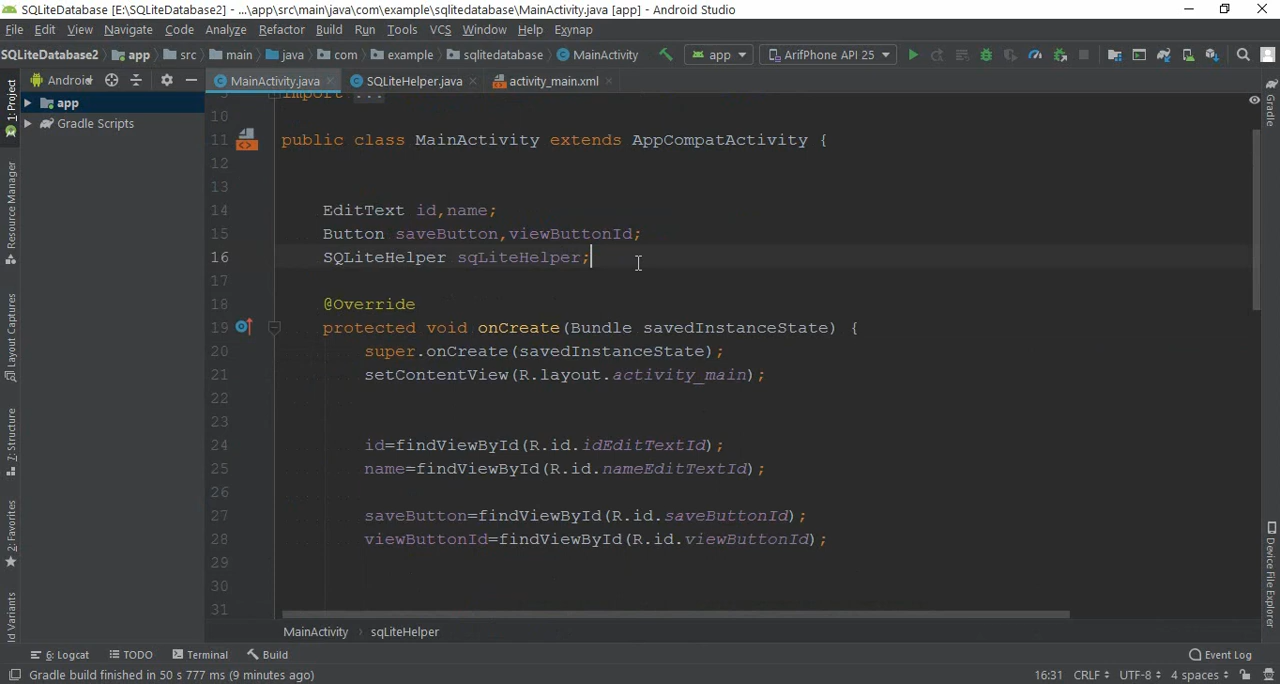 SQLiteDatabase [E:\SQLiteDatabase2] - ...\app\src\main\java\com\example\sqlitedatabase\MainActivity.java [app] - Android Studio
File Edit View Navigate Code Analyze Refactor Build Run Tools VCS Window Help Exynap
SQLiteDatabase2 app src main java com example sqlitedatabase MainActivity app ArifPhone API 25
1: Project
Android
MainActivity.java SQLiteHelper.java activity_main.xml
app
Gradle Scripts
Resource Manager
Layout Captures
7: Structure
2: Favorites
ld Variants
9 import ...
10
11 public class MainActivity extends AppCompatActivity {
12
13
14 EditText id,name;
15 Button saveButton,viewButtonId;
16 SQLiteHelper sqLiteHelper;
17
18 @Override
19 protected void onCreate(Bundle savedInstanceState) {
20 super.onCreate(savedInstanceState);
21 setContentView(R.layout.activity_main);
22
23
24 id=findViewById(R.id.idEditTextId);
25 name=findViewById(R.id.nameEditTextId);
26
27 saveButton=findViewById(R.id.saveButtonId);
28 viewButtonId=findViewById(R.id.viewButtonId);
29
30
31
Gradle
Device File Explorer
MainActivity sqLiteHelper
6: Logcat TODO Terminal Build Event Log
Gradle build finished in 50 s 777 ms (9 minutes ago) 16:31 CRLF UTF-8 4 spaces